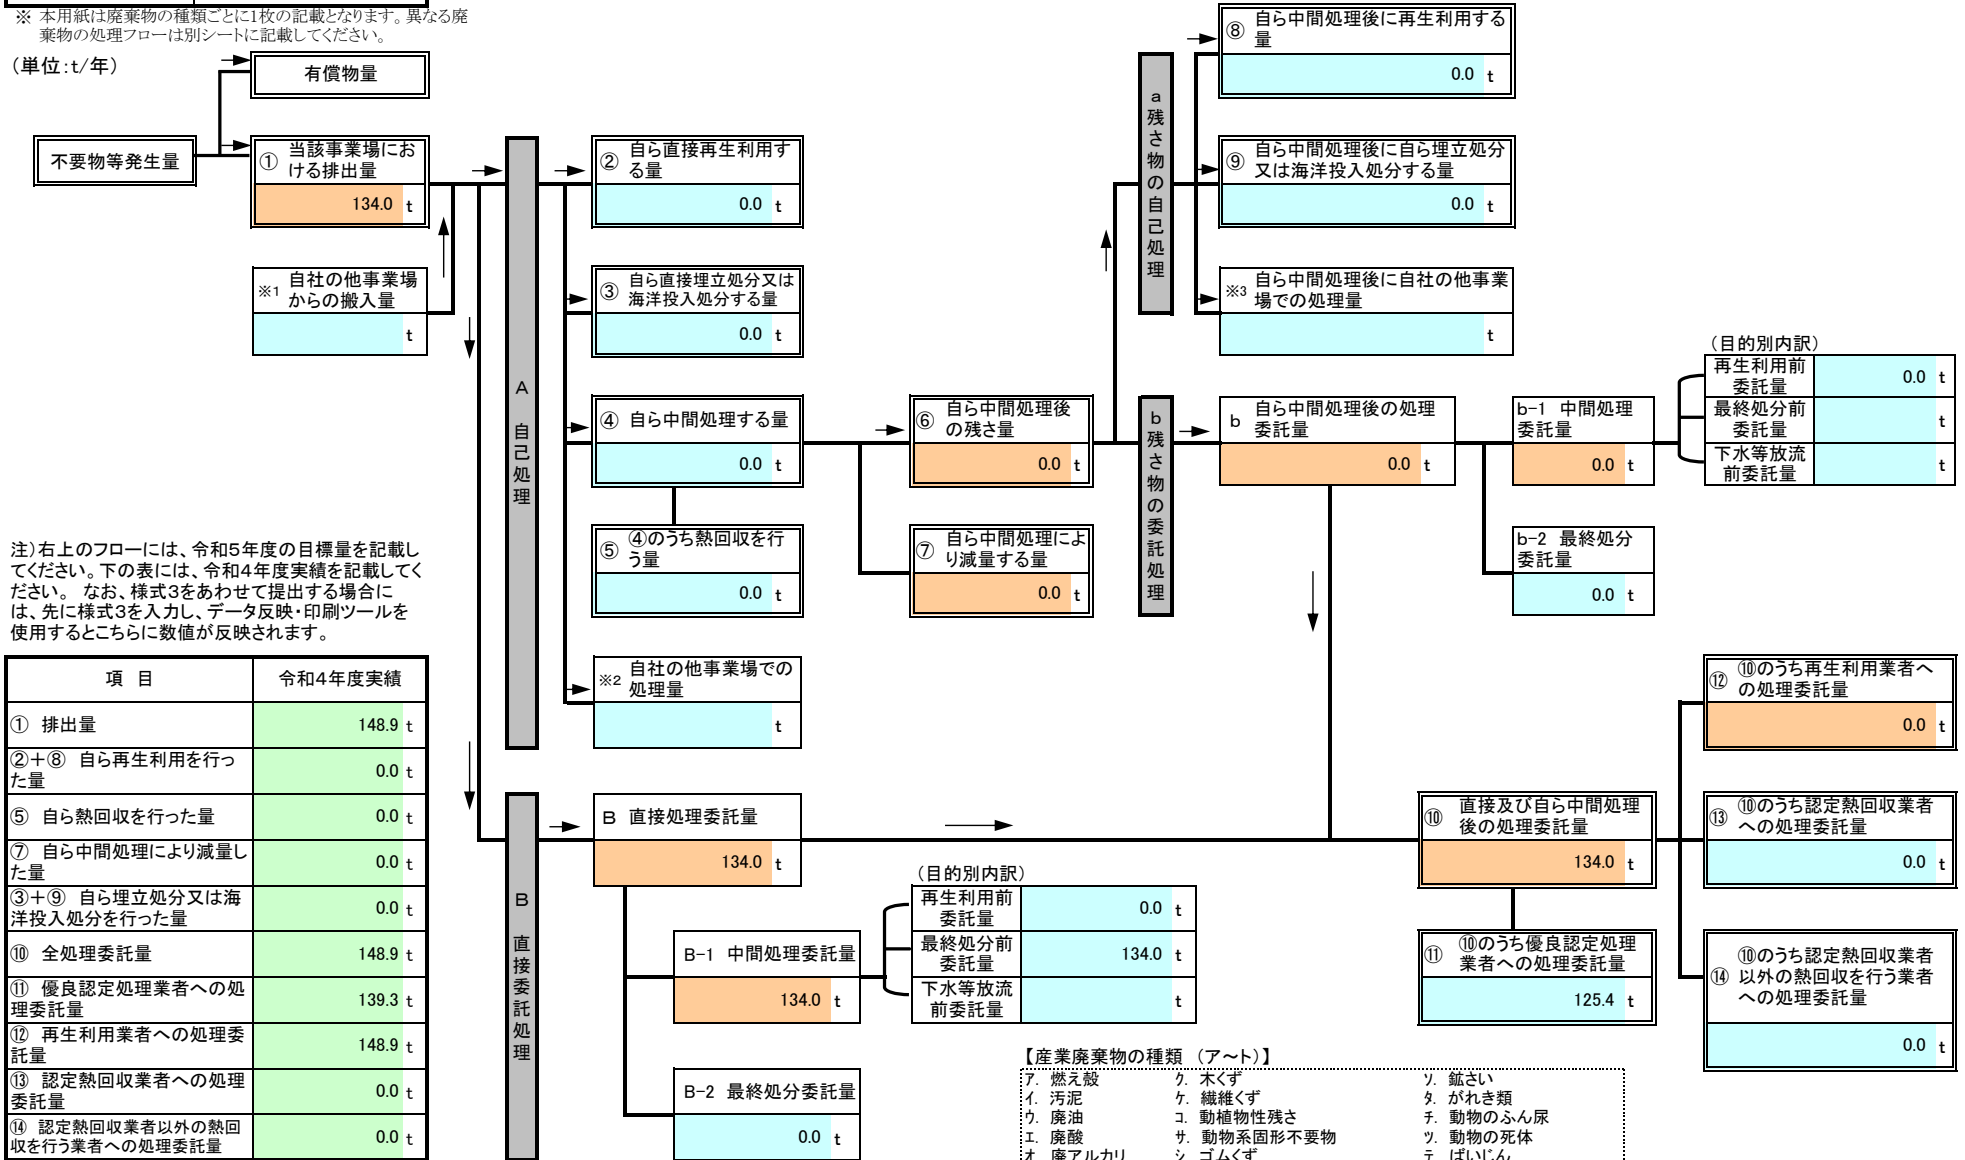 ※ 本用紙は廃棄物の種類ごとに1枚の記載となります。異なる廃
棄物の処理フローは別シートに記載してください。
(単位:t/年)
有償物量
不要物等発生量
① 当該事業場にお
ける排出量
134.0 t
※1 自社の他事業場
からの搬入量
t
A 自己処理
② 自ら直接再生利用す
る量
0.0 t
③ 自ら直接埋立処分又は
海洋投入処分する量
0.0 t
④ 自ら中間処理する量
0.0 t
⑤ ④のうち熱回収を行
う量
0.0 t
※2 自社の他事業場での
処理量
t
⑥ 自ら中間処理後
の残さ量
0.0 t
⑦ 自ら中間処理によ
り減量する量
0.0 t
a 残さ物の自己処理
⑧ 自ら中間処理後に再生利用する
量
0.0 t
⑨ 自ら中間処理後に自ら埋立処分
又は海洋投入処分する量
0.0 t
※3 自ら中間処理後に自社の他事業
場での処理量
t
b 残さ物の委託処理
b 自ら中間処理後の処理
委託量
0.0 t
b-1 中間処理
委託量
0.0 t
b-2 最終処分
委託量
0.0 t
(目的別内訳)
再生利用前
委託量
0.0 t
最終処分前
委託量
t
下水等放流
前委託量
t
注)右上のフローには、令和5年度の目標量を記載し
てください。下の表には、令和4年度実績を記載してく
ださい。 なお、様式3をあわせて提出する場合に
は、先に様式3を入力し、データ反映・印刷ツールを
使用するとこちらに数値が反映されます。
項 目 令和4年度実績
① 排出量 148.9 t
②+⑧ 自ら再生利用を行っ
た量 0.0 t
⑤ 自ら熱回収を行った量 0.0 t
⑦ 自ら中間処理により減量し
た量 0.0 t
③+⑨ 自ら埋立処分又は海
洋投入処分を行った量 0.0 t
⑩ 全処理委託量 148.9 t
⑪ 優良認定処理業者への処
理委託量 139.3 t
⑫ 再生利用業者への処理委
託量 148.9 t
⑬ 認定熱回収業者への処理
委託量 0.0 t
⑭ 認定熱回収業者以外の熱回
収を行う業者への処理委託量 0.0 t
B 直接委託処理
B 直接処理委託量
134.0 t
B-1 中間処理委託量
134.0 t
B-2 最終処分委託量
0.0 t
(目的別内訳)
再生利用前
委託量
0.0 t
最終処分前
委託量
134.0 t
下水等放流
前委託量
t
⑩ 直接及び自ら中間処理
後の処理委託量
134.0 t
⑪ ⑩のうち優良認定処理
業者への処理委託量
125.4 t
⑫ ⑩のうち再生利用業者へ
の処理委託量
0.0 t
⑬ ⑩のうち認定熱回収業者
への処理委託量
0.0 t
⑭ ⑩のうち認定熱回収業者
以外の熱回収を行う業者
への処理委託量
0.0 t
【産業廃棄物の種類 (ア~ト)】
ア. 燃え殻 ク. 木くず ソ. 鉱さい
イ. 汚泥 ケ. 繊維くず タ. がれき類
ウ. 廃油 コ. 動植物性残さ チ. 動物のふん尿
エ. 廃酸 サ. 動物系固形不要物 ツ. 動物の死体
オ. 廃アルカリ シ. ゴムくず テ. ばいじん